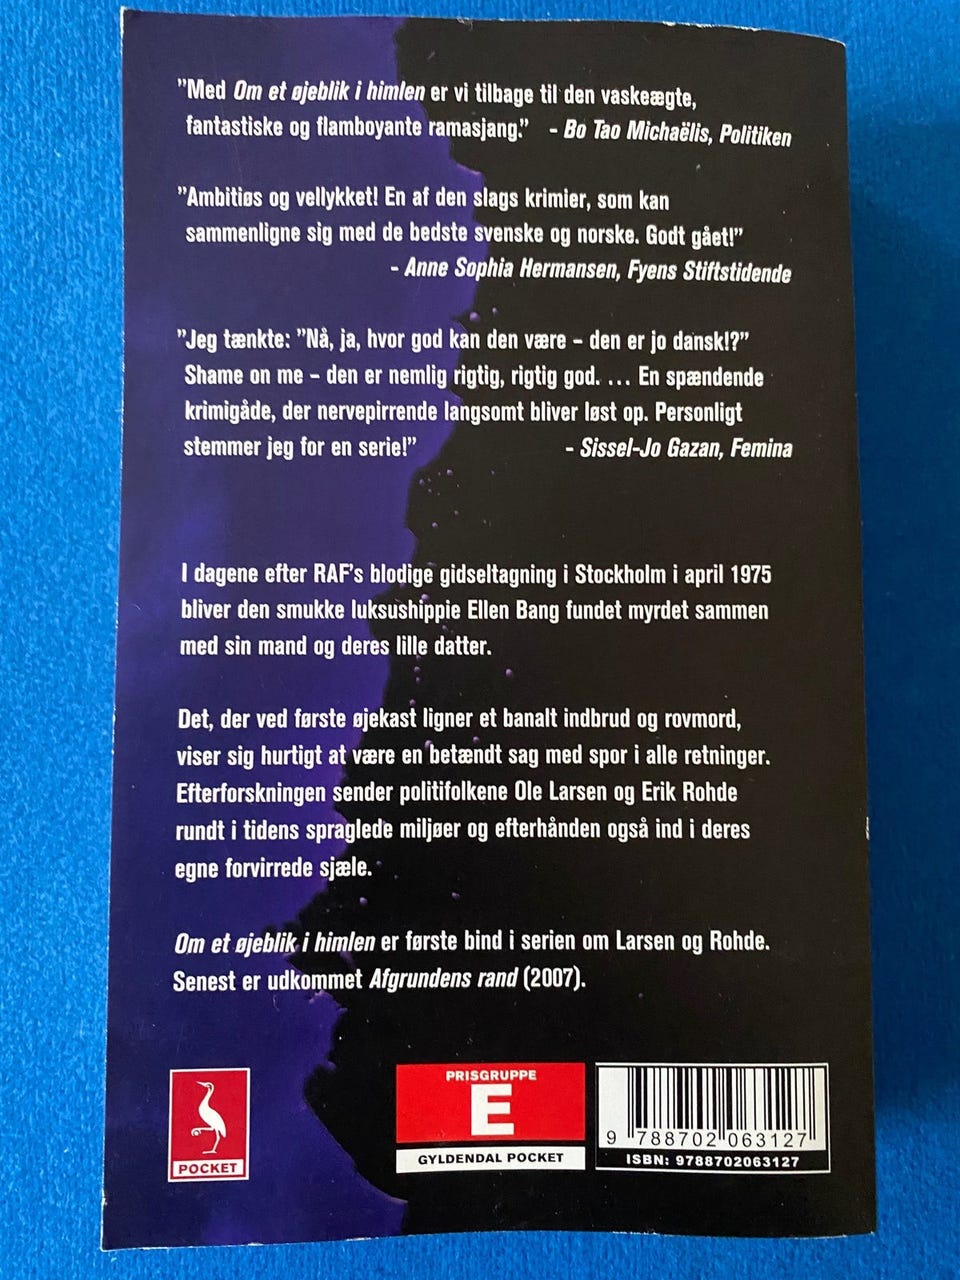 ”Med Om et øjeblik i himlen er vi tilbage til den vaskeægte,
fantastiske og flamboyante ramasjang.” - Bo Tao Michaëlis, Politiken
”Ambitiøs og vellykket! En af den slags krimier, som kan
sammenligne sig med de bedste svenske og norske. Godt gået!”
- Anne Sophia Hermansen, Fyens Stiftstidende
”Jeg tænkte: ”Nå, ja, hvor god kan den være – den er jo dansk!?”
Shame on me – den er nemlig rigtig, rigtig god. ... En spændende
krimigåde, der nervepirrende langsomt bliver løst op. Personligt
stemmer jeg for en serie!” - Sissel-Jo Gazan, Femina
I dagene efter RAF’s blodige gidseltagning i Stockholm i april 1975
bliver den smukke luksushippie Ellen Bang fundet myrdet sammen
med sin mand og deres lille datter.
Det, der ved første øjekast ligner et banalt indbrud og rovmord,
viser sig hurtigt at være en betændt sag med spor i alle retninger.
Efterforskningen sender politifolkene Ole Larsen og Erik Rohde
rundt i tidens spraglede miljøer og efterhånden også ind i deres
egne forvirrede sjæle.
Om et øjeblik i himlen er første bind i serien om Larsen og Rohde.
Senest er udkommet Afgrundens rand (2007).
POCKET
PRISGRUPPE
E
GYLDENDAL POCKET
9 788702 063127
ISBN: 9788702063127